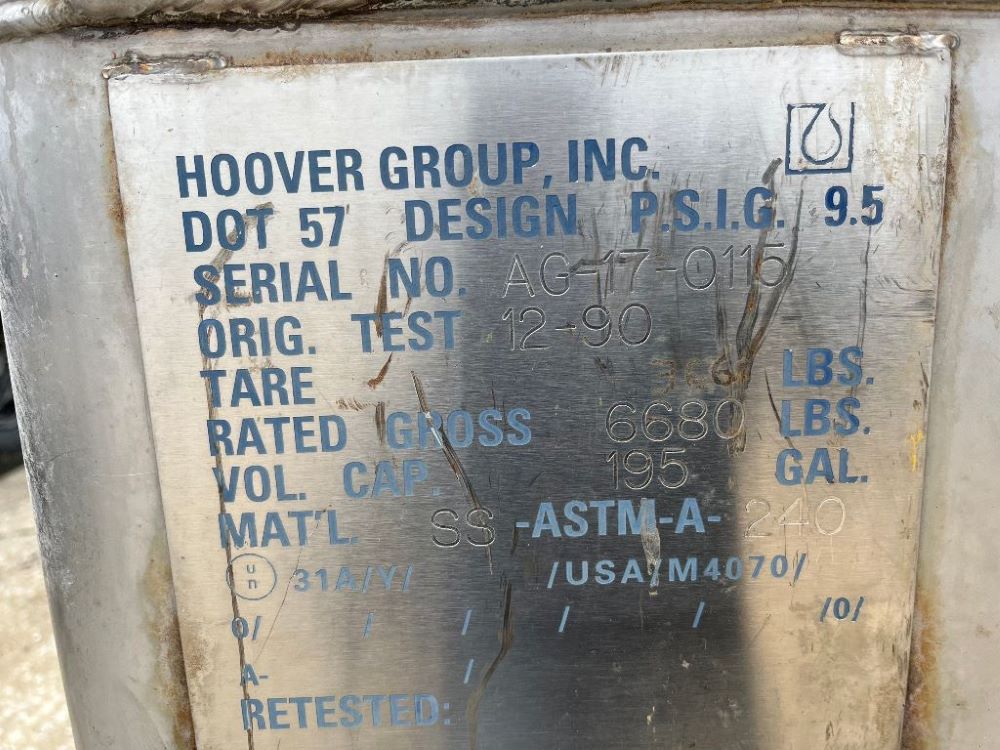 HOOVER GROUP, INC.
DOT 57 DESIGN P.S.I.G. 9.5
SERIAL NO. AG-17-0115
ORIG. TEST 12-90
TARE LBS.
RATED GROSS 6680 LBS.
VOL. CAP. 195 GAL.
MAT'L. SS -ASTM-A- 240
un 31A/Y/ /USA/M4070/
0/ / / / / /0/
A- /
RETESTED: